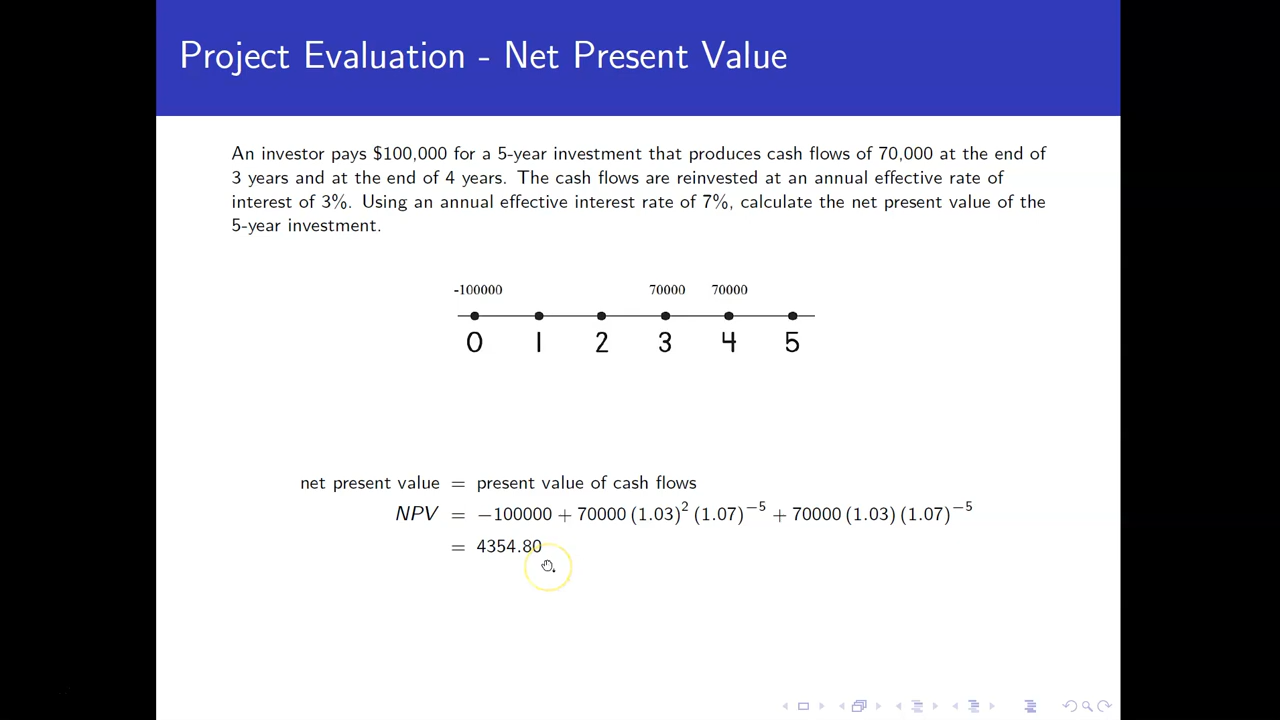 Project Evaluation - Net Present Value
An investor pays $100,000 for a 5-year investment that produces cash flows of 70,000 at the end of
3 years and at the end of 4 years. The cash flows are reinvested at an annual effective rate of
interest of 3%. Using an annual effective interest rate of 7%, calculate the net present value of the
5-year investment.
-100000 70000 70000
0 1 2 3 4 5
net present value = present value of cash flows
NPV = −100000 + 70000 (1.03)² (1.07)⁻⁵ + 70000 (1.03) (1.07)⁻⁵
= 4354.80